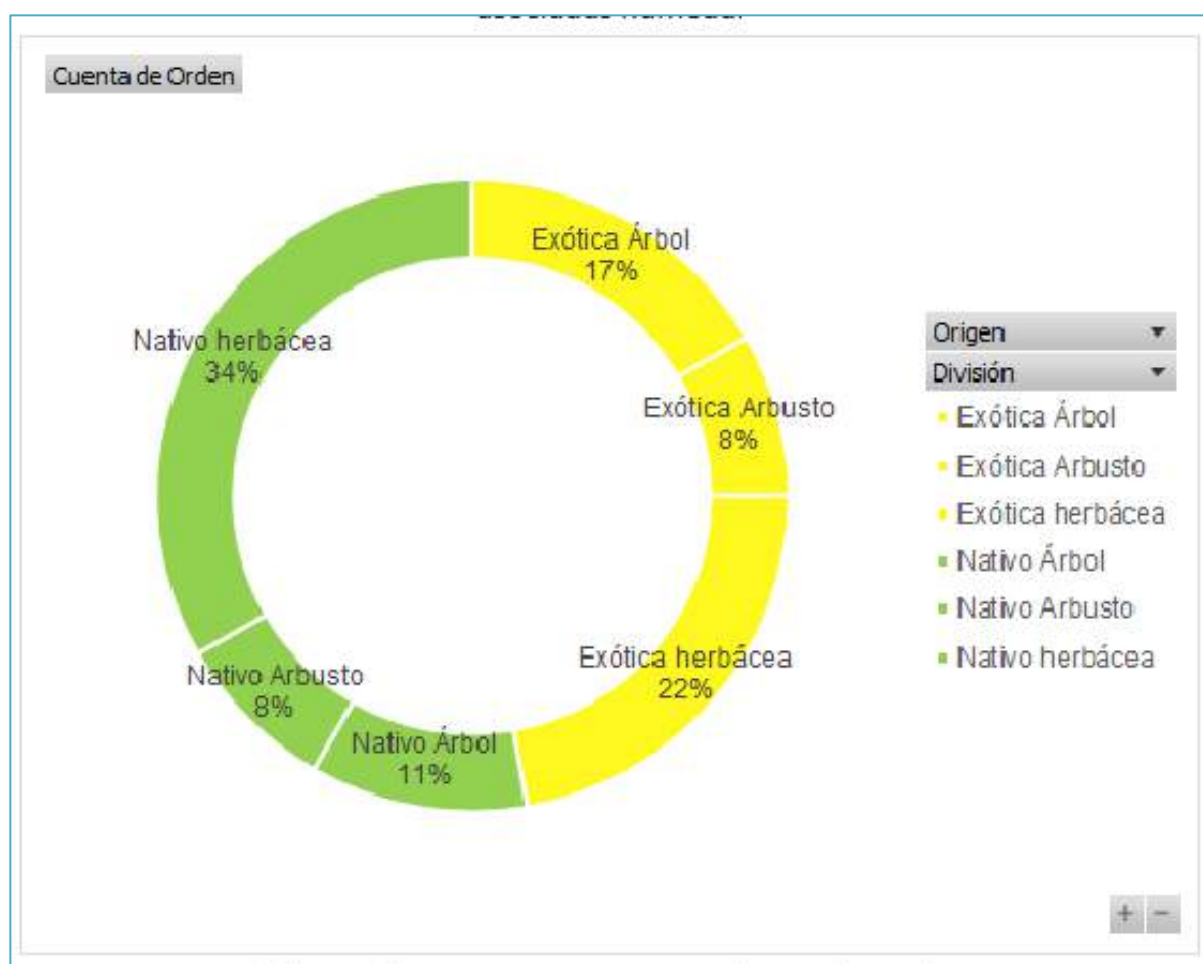 Cuenta de Orden
Exótica Árbol
17%
Nativo herbácea
34%
Exótica Arbusto
8%
Exótica herbácea
22%
Nativo Arbusto
8%
Nativo Árbol
11%
Origen
División
Exótica Árbol
Exótica Arbusto
Exótica herbácea
Nativo Árbol
Nativo Arbusto
Nativo herbácea
+ −